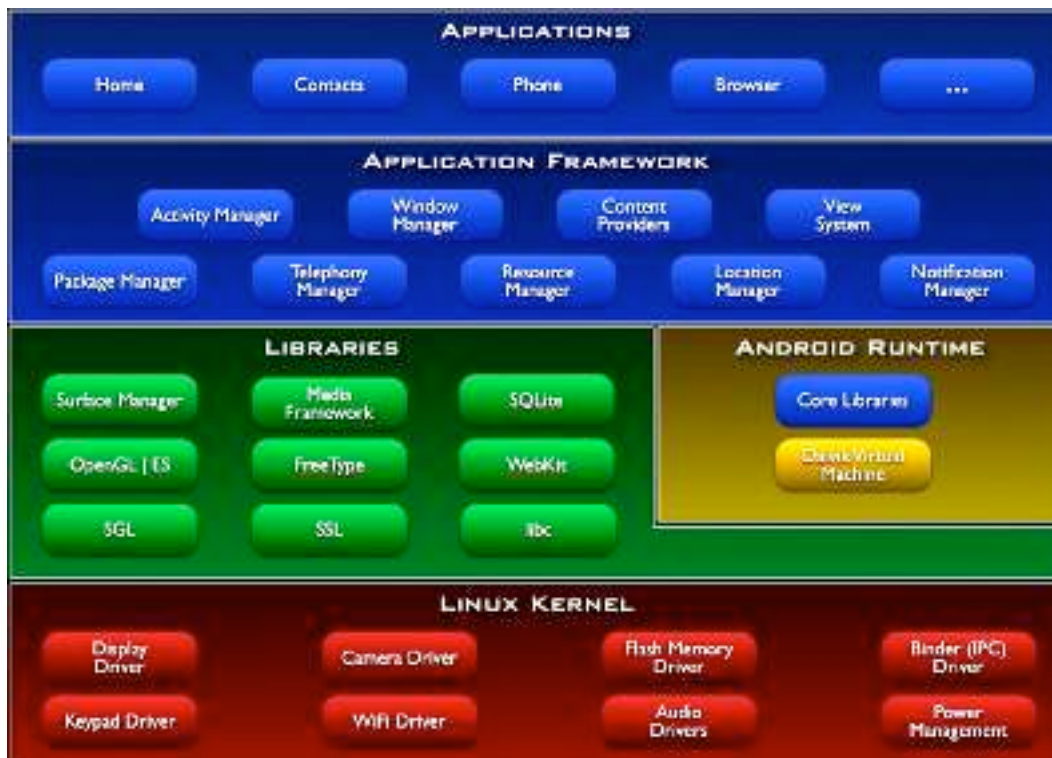 APPLICATIONS
Home
Contacts
Phone
Browser
...
APPLICATION FRAMEWORK
Activity Manager
Window
Manager
Content
Providers
View
System
Package Manager
Telephony
Manager
Resource
Manager
Location
Manager
Notification
Manager
LIBRARIES
Surface Manager
Media
Framework
SQLite
OpenGL | ES
FreeType
WebKit
SGL
SSL
libc
ANDROID RUNTIME
Core Libraries
Dalvik Virtual
Machine
LINUX KERNEL
Display
Driver
Camera Driver
Flash Memory
Driver
Binder (IPC)
Driver
Keypad Driver
WiFi Driver
Audio
Drivers
Power
Management